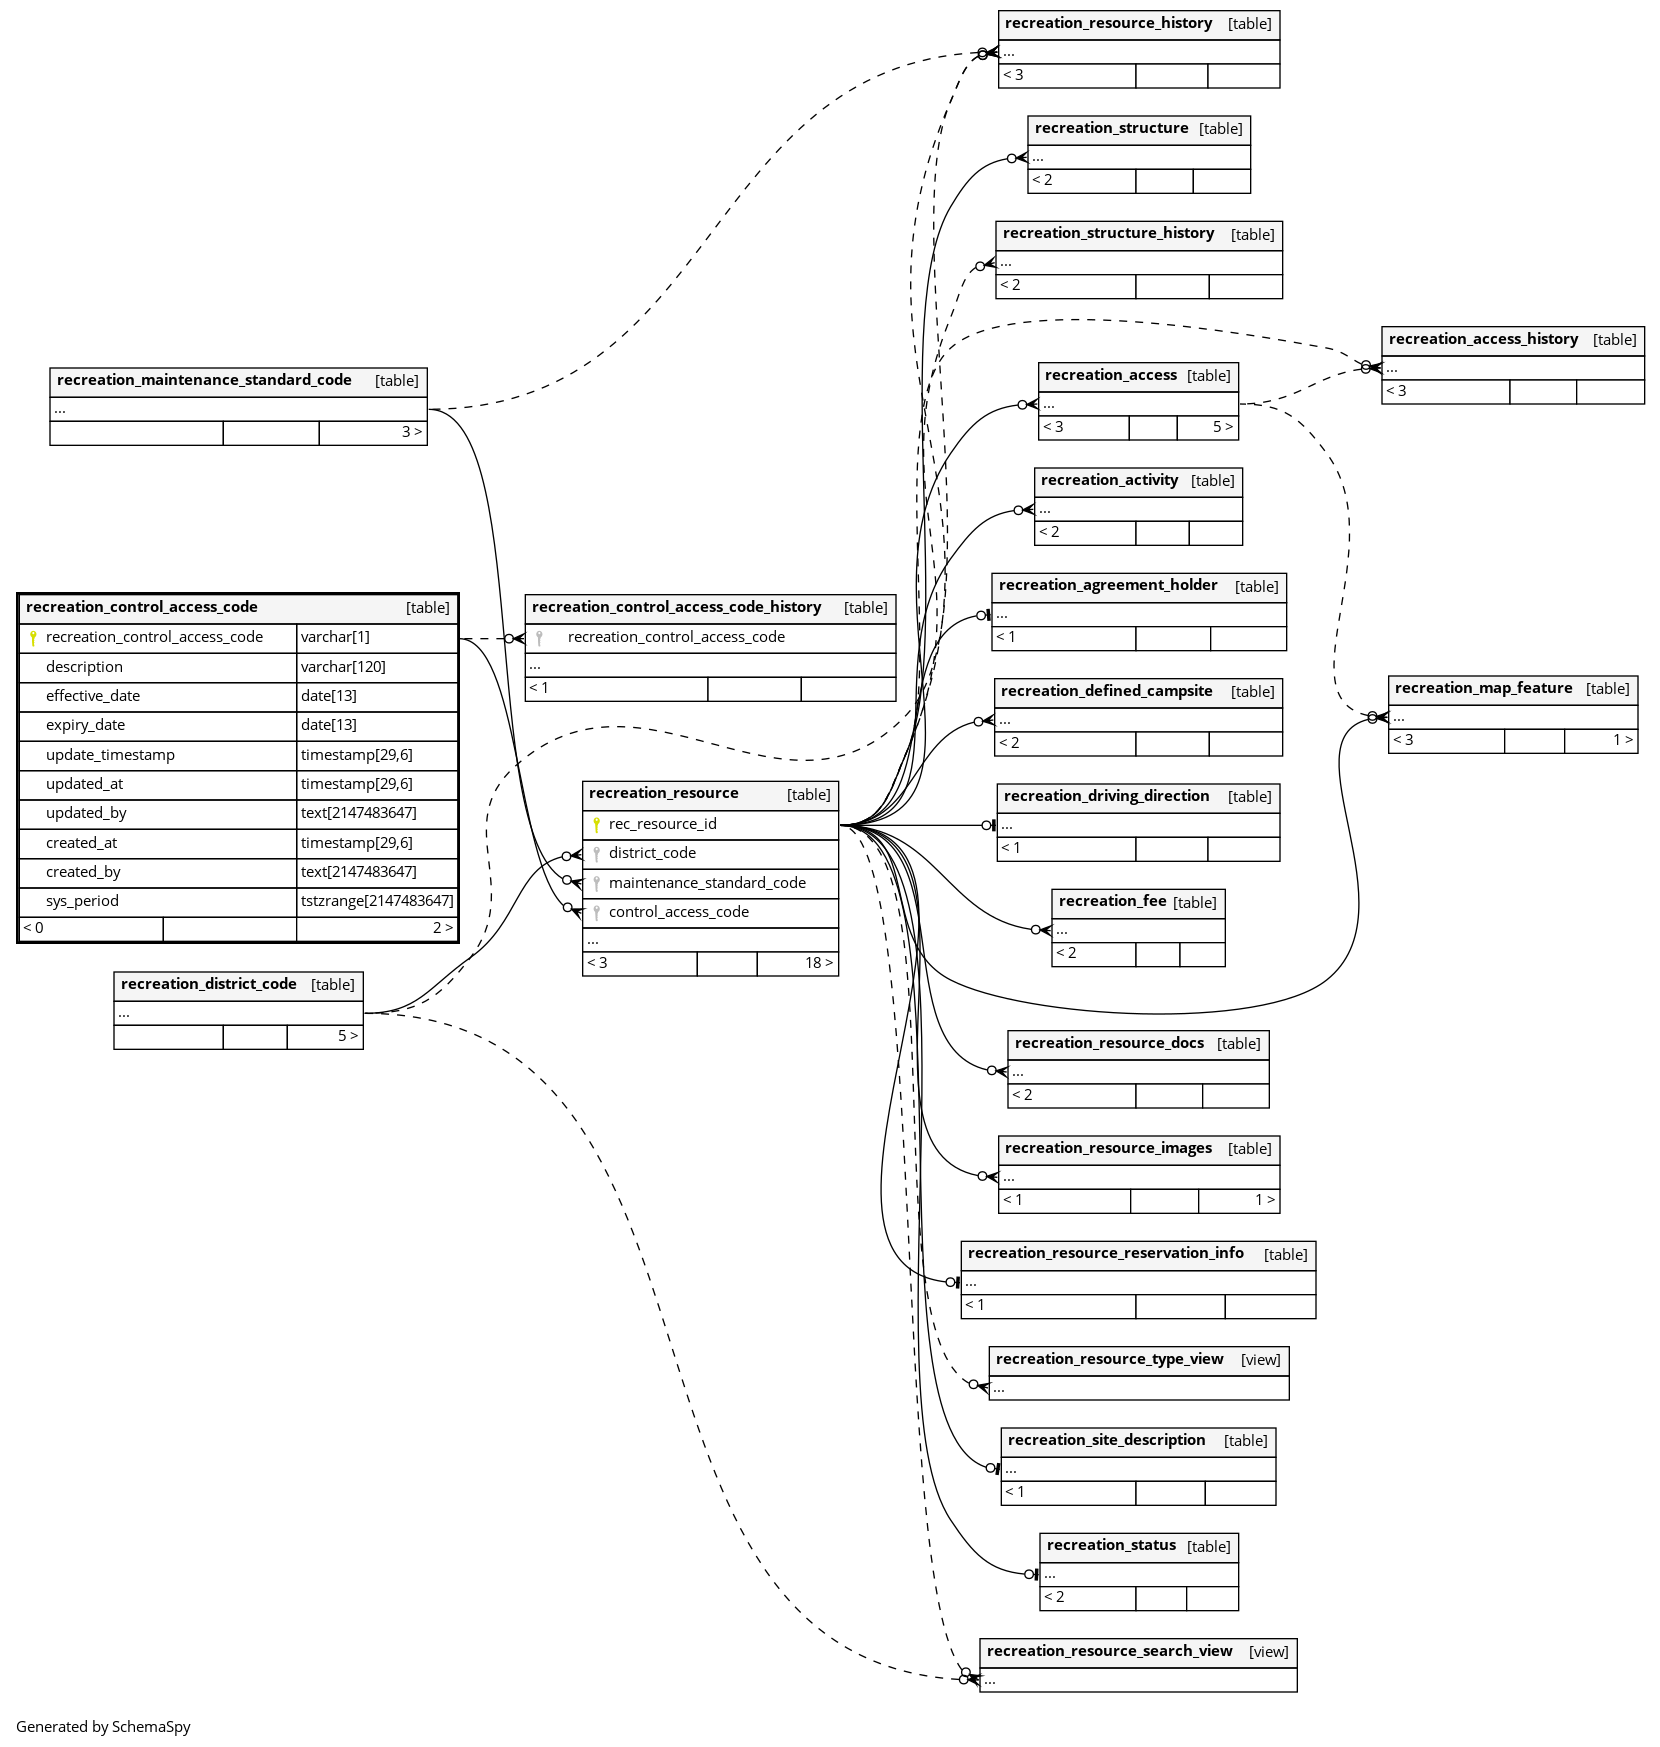 recreation_resource_history [table]
...
< 3
recreation_structure [table]
...
< 2
recreation_structure_history [table]
...
< 2
recreation_access_history [table]
...
< 3
recreation_maintenance_standard_code [table]
...
3 >
recreation_access [table]
...
< 3 5 >
recreation_activity [table]
...
< 2
recreation_agreement_holder [table]
...
< 1
recreation_control_access_code [table]
recreation_control_access_code varchar[1]
description varchar[120]
effective_date date[13]
expiry_date date[13]
update_timestamp timestamp[29,6]
updated_at timestamp[29,6]
updated_by text[2147483647]
created_at timestamp[29,6]
created_by text[2147483647]
sys_period tstzrange[2147483647]
< 0 2 >
recreation_control_access_code_history [table]
recreation_control_access_code
...
< 1
recreation_defined_campsite [table]
...
< 2
recreation_map_feature [table]
...
< 3 1 >
recreation_resource [table]
rec_resource_id
district_code
maintenance_standard_code
control_access_code
...
< 3 18 >
recreation_driving_direction [table]
...
< 1
recreation_fee [table]
...
< 2
recreation_district_code [table]
...
5 >
recreation_resource_docs [table]
...
< 2
recreation_resource_images [table]
...
< 1 1 >
recreation_resource_reservation_info [table]
...
< 1
recreation_resource_type_view [view]
...
recreation_site_description [table]
...
< 1
recreation_status [table]
...
< 2
recreation_resource_search_view [view]
...
Generated by SchemaSpy